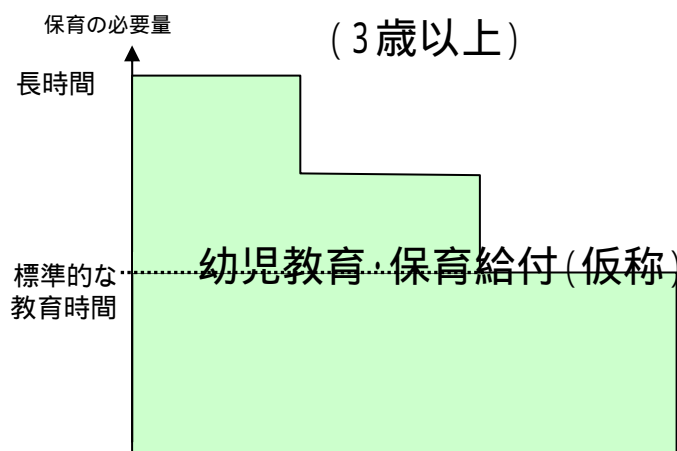 保育の必要量
(3歳以上)
長時間
幼児教育・保育給付(仮称)
標準的な
教育時間